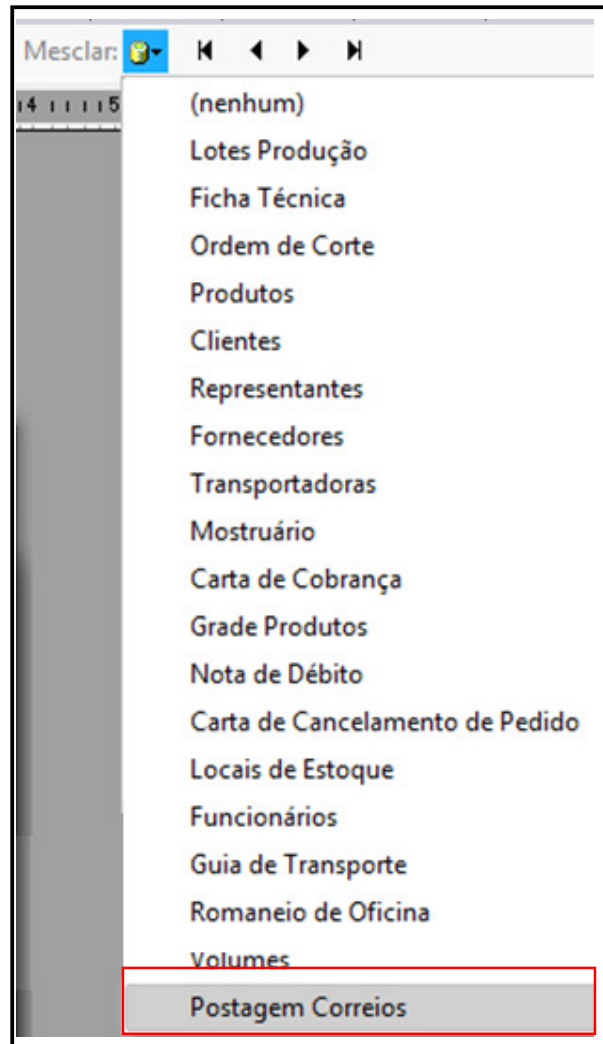 Mesclar:
14 15
(nenhum)
Lotes Produção
Ficha Técnica
Ordem de Corte
Produtos
Clientes
Representantes
Fornecedores
Transportadoras
Mostruário
Carta de Cobrança
Grade Produtos
Nota de Débito
Carta de Cancelamento de Pedido
Locais de Estoque
Funcionários
Guia de Transporte
Romaneio de Oficina
Volumes
Postagem Correios